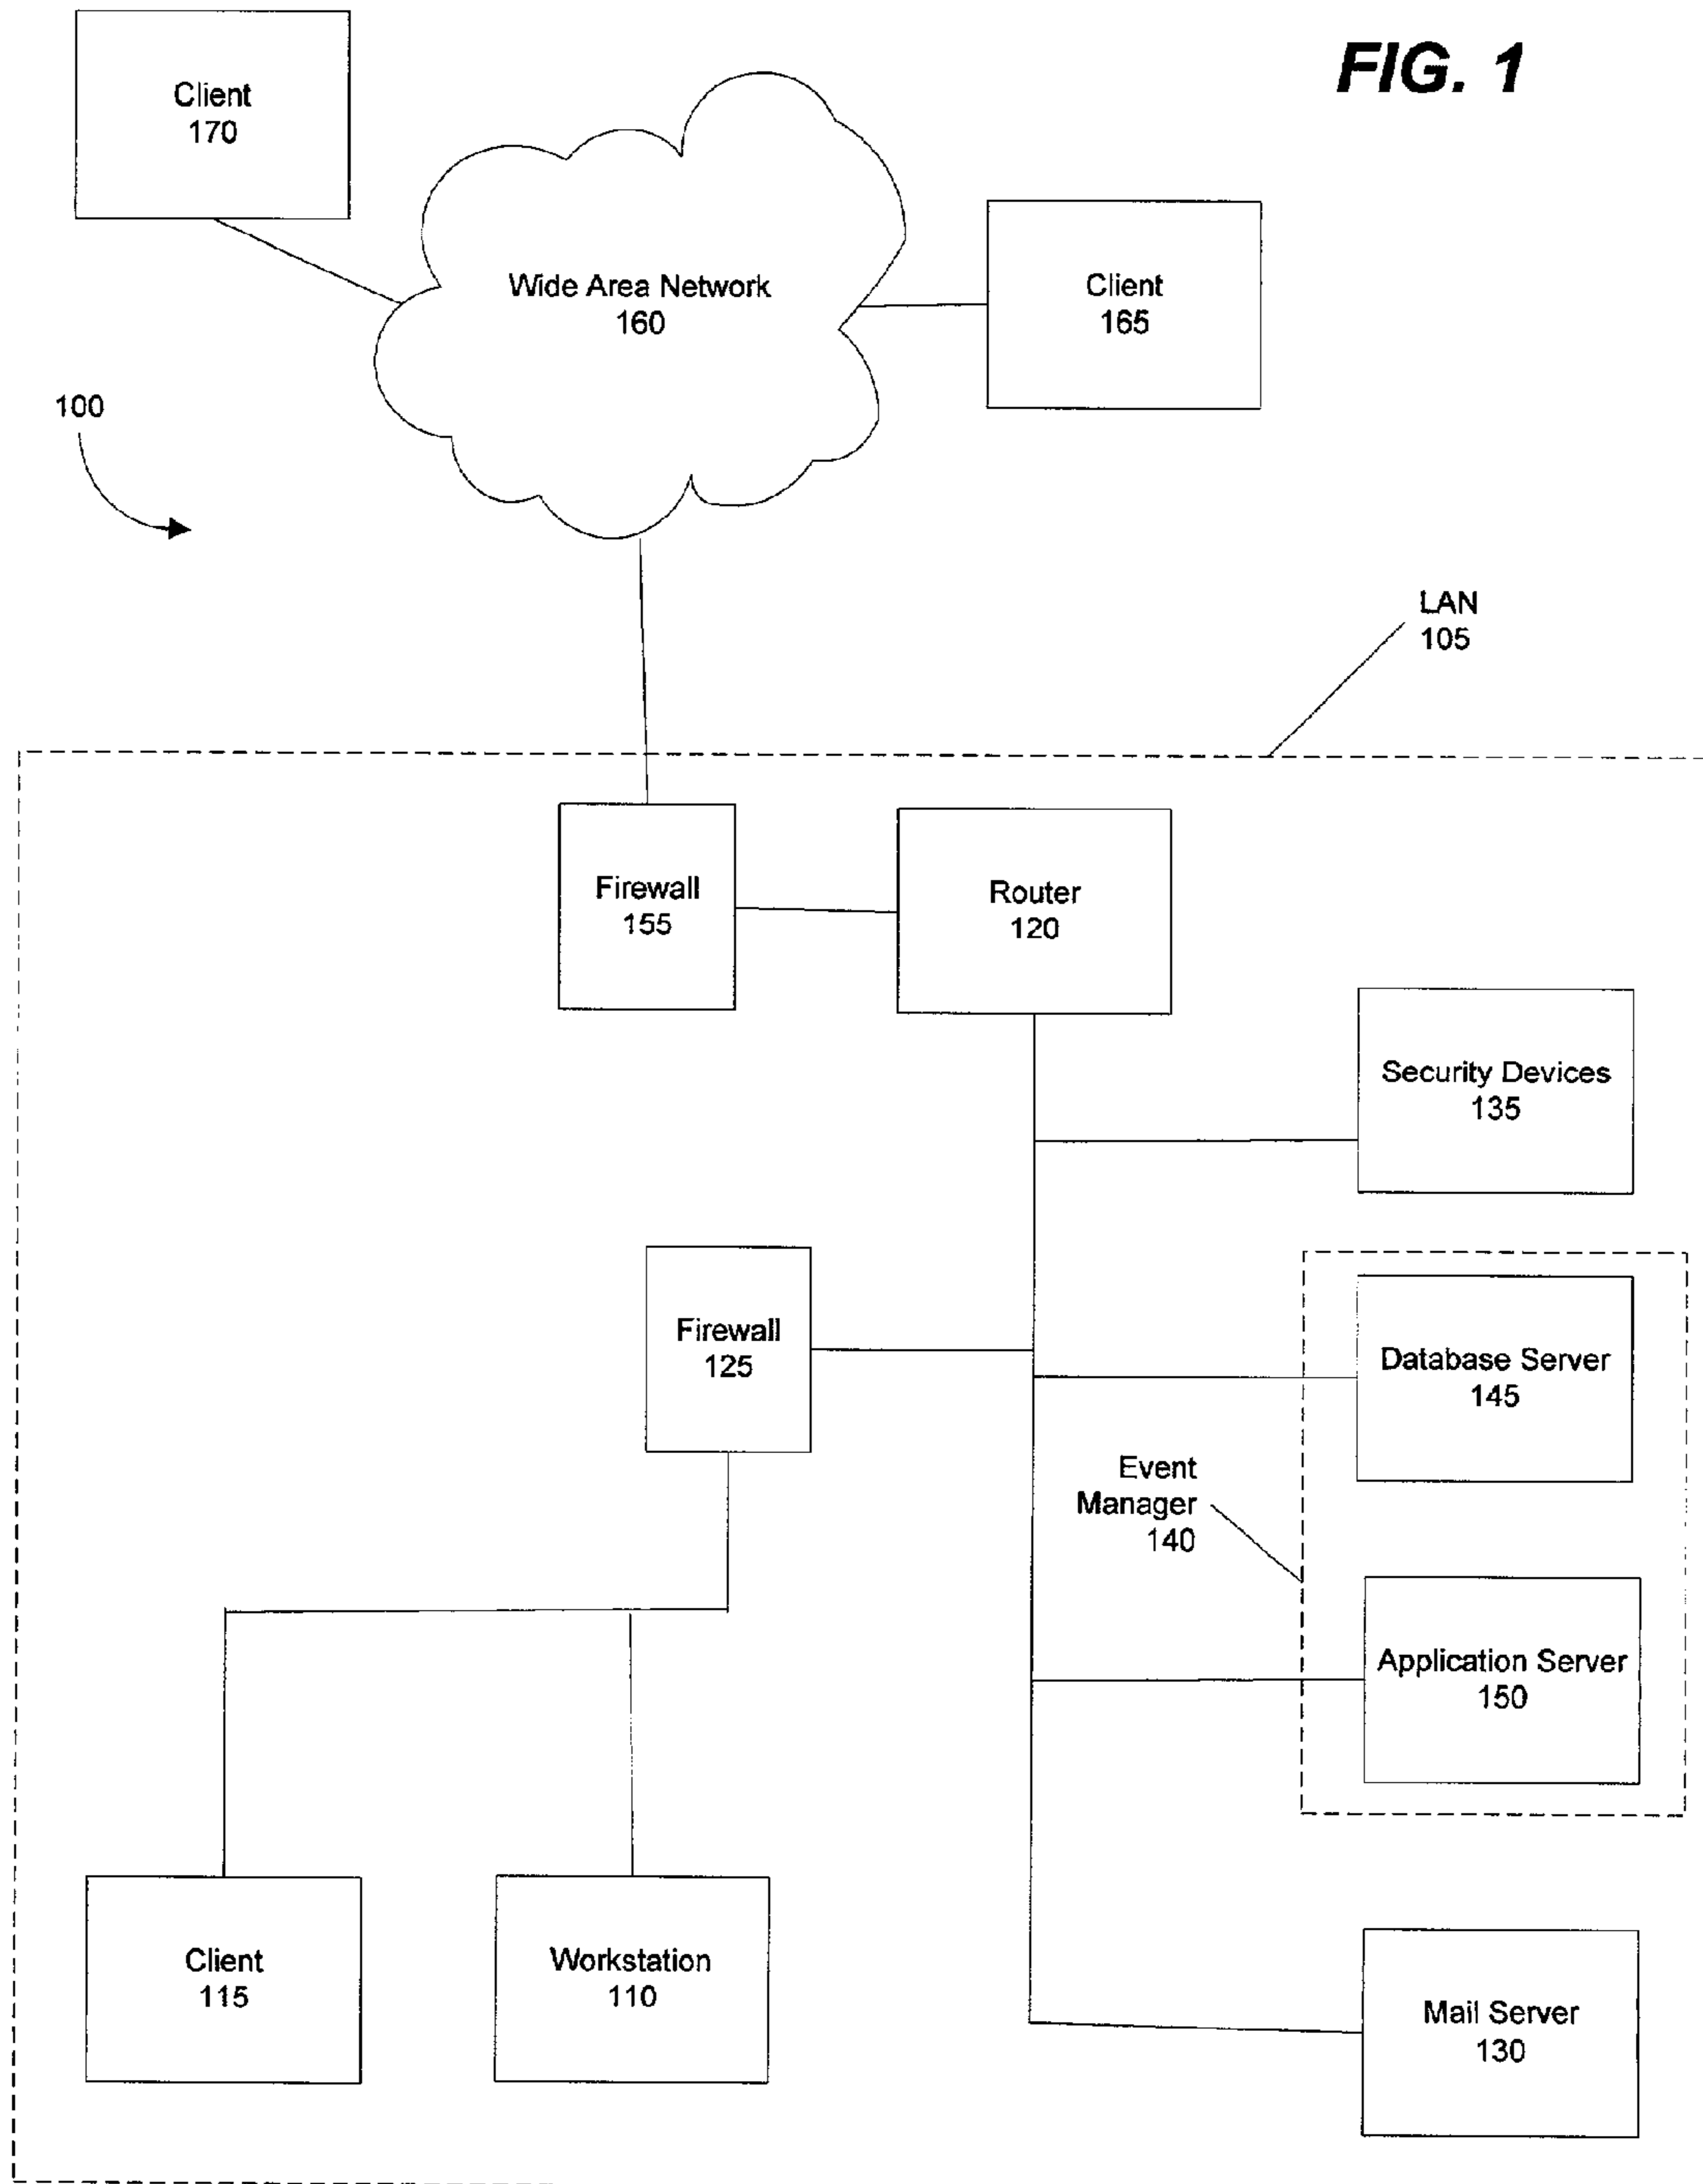 FIG. 1
Client
170
Wide Area Network
160
Client
165
100
LAN
105
Firewall
155
Router
120
Security Devices
135
Firewall
125
Database Server
145
Event
Manager
140
Application Server
150
Client
115
Workstation
110
Mail Server
130